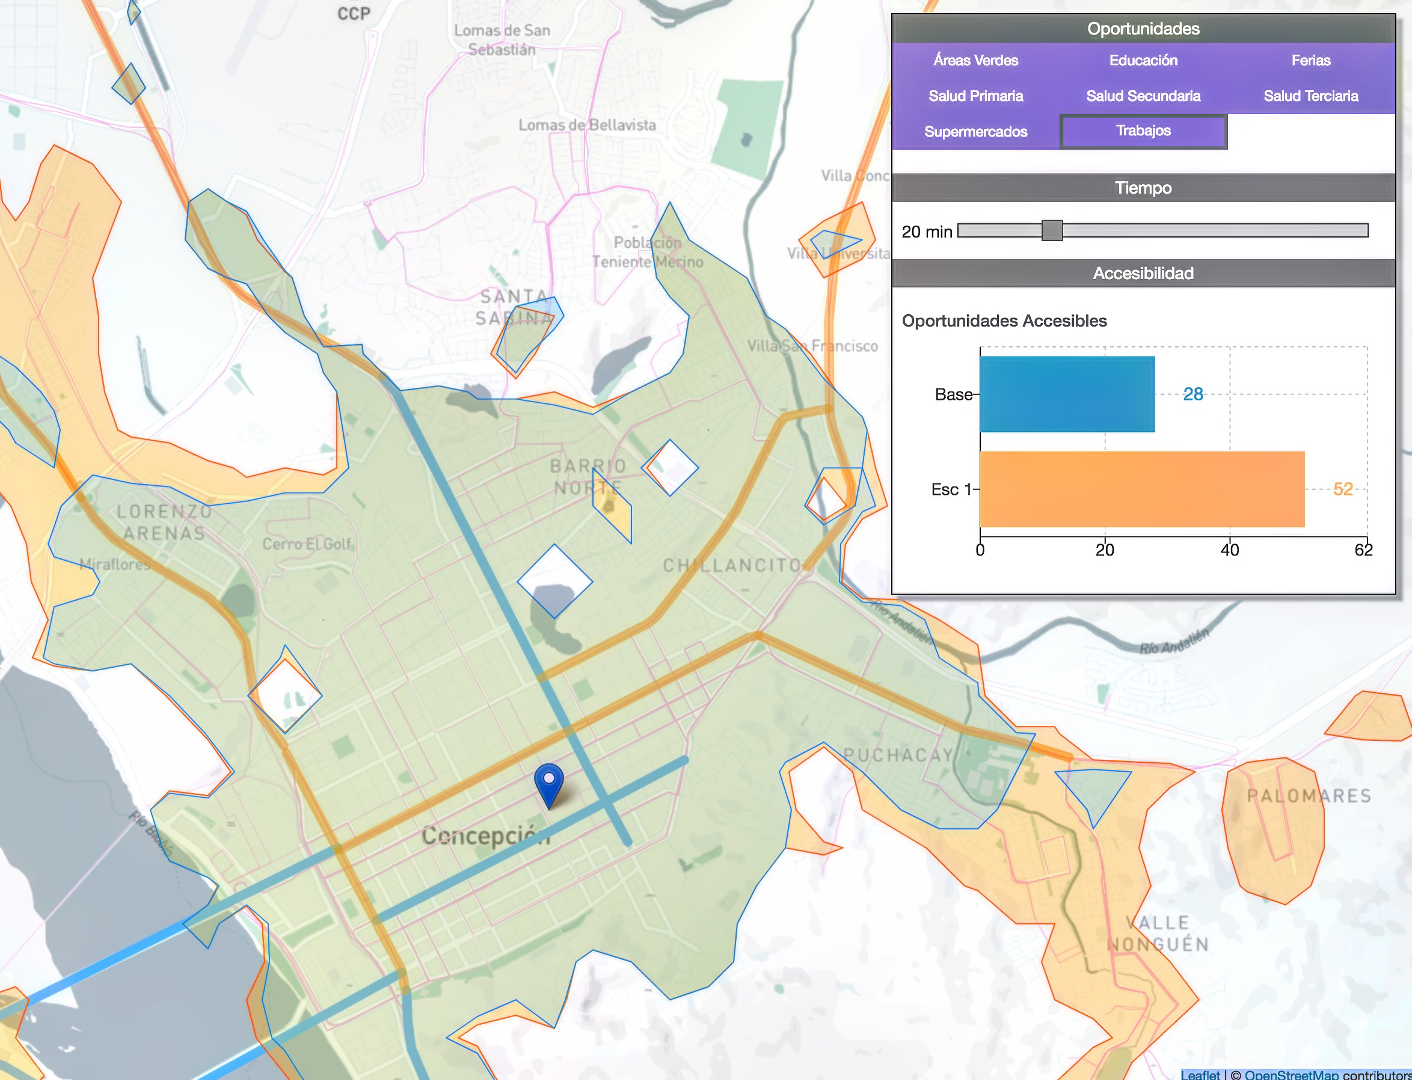 CCP
Lomas de San
Sebastián
Lomas de Bellavista
Villa Conc
Población
Teniente Merino
Villa Universita
SANTA
SABINA
Villa San Francisco
BARRIO
NORTE
LORENZO
ARENAS
Cerro El Golf
Miraflores
CHILLANCITO
Río Andalién
Río Andalién
PUCHACAY
PALOMARES
Río Biobío
Concepción
VALLE
NONGUÉN
Oportunidades
Áreas Verdes Educación Ferias
Salud Primaria Salud Secundaria Salud Terciaria
Supermercados Trabajos
Tiempo
20 min
Accesibilidad
Oportunidades Accesibles
Base 28
Esc 1 52
0 20 40 62
Leaflet | © OpenStreetMap contributors